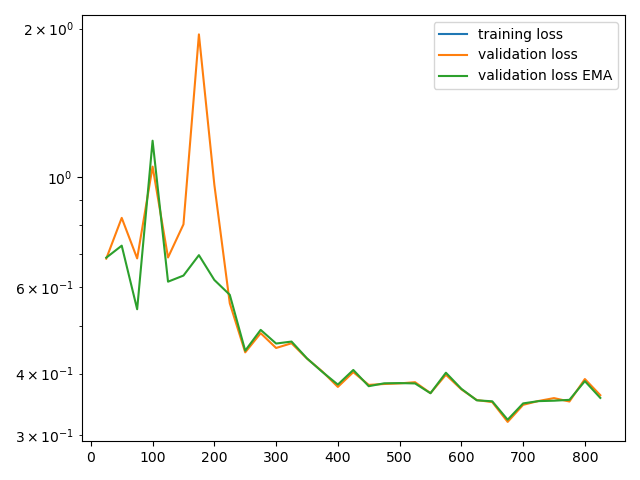 training loss
validation loss
validation loss EMA
2 × 10⁰
10⁰
6 × 10⁻¹
4 × 10⁻¹
3 × 10⁻¹
0 100 200 300 400 500 600 700 800